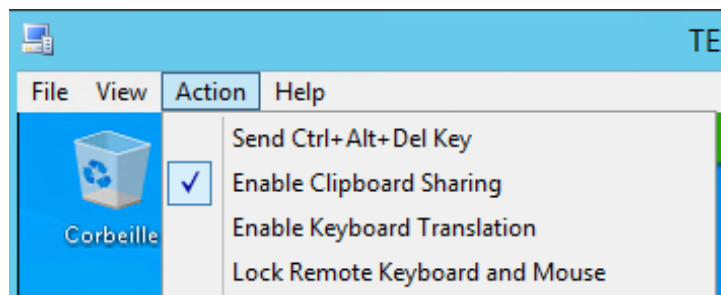 TE
File View Action Help
Send Ctrl+Alt+Del Key
Enable Clipboard Sharing
Corbeille
Enable Keyboard Translation
Lock Remote Keyboard and Mouse